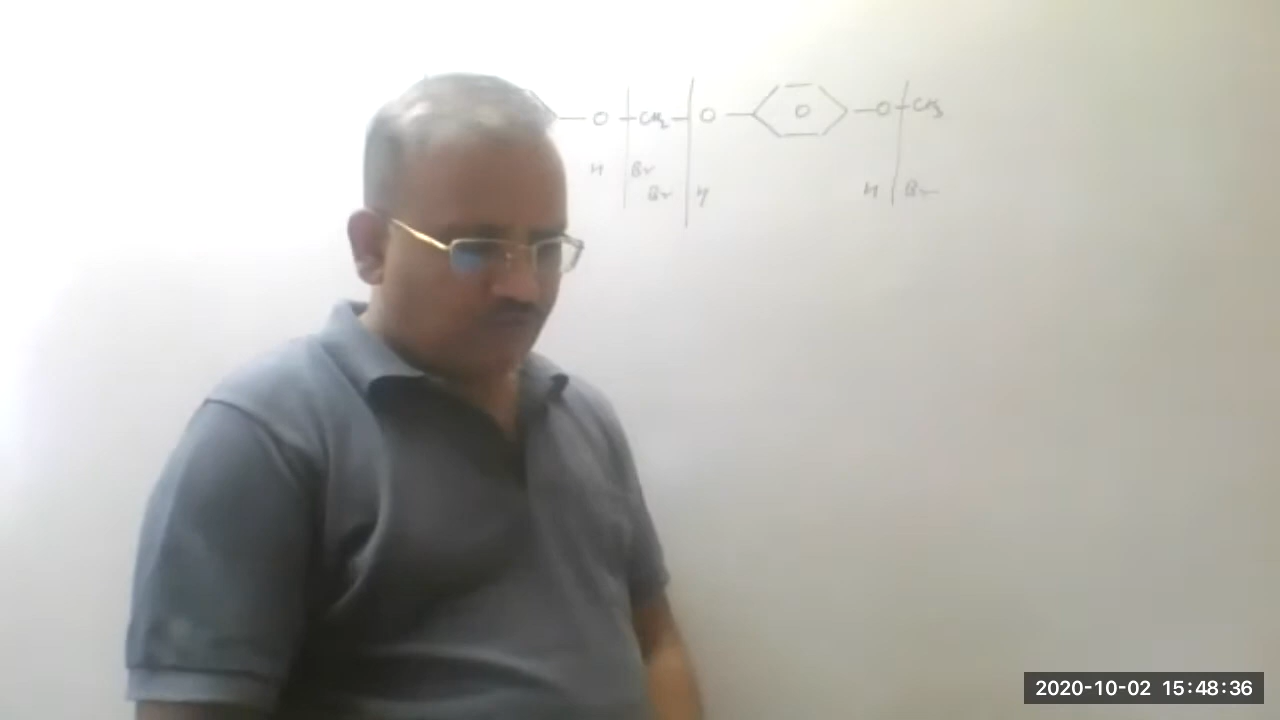 O CH2 O O O CH3
H Br
Br H H Br
2020-10-02 15:48:36